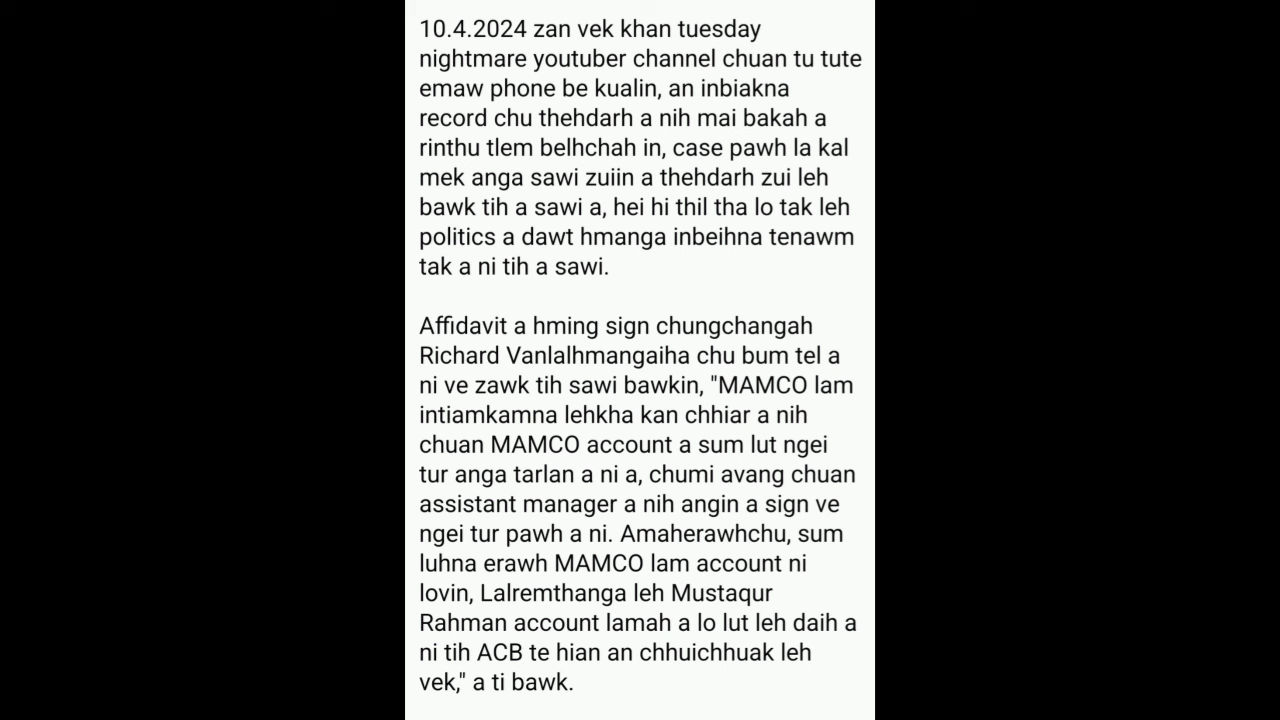 10.4.2024 zan vek khan tuesday
nightmare youtuber channel chuan tu tute
emaw phone be kualin, an inbiakna
record chu thehdarh a nih mai bakah a
rinthu tlem belhchah in, case pawh la kal
mek anga sawi zuiin a thehdarh zui leh
bawk tih a sawi a, hei hi thil tha lo tak leh
politics a dawt hmanga inbeihna tenawm
tak a ni tih a sawi.

Affidavit a hming sign chungchangah
Richard Vanlalhmangaiha chu bum tel a
ni ve zawk tih sawi bawkin, "MAMCO lam
intiamkamna lehkha kan chhiar a nih
chuan MAMCO account a sum lut ngei
tur anga tarlan a ni a, chumi avang chuan
assistant manager a nih angin a sign ve
ngei tur pawh a ni. Amaherawhchu, sum
luhna erawh MAMCO lam account ni
lovin, Lalremthanga leh Mustaqur
Rahman account lamah a lo lut leh daih a
ni tih ACB te hian an chhuichhuak leh
vek," a ti bawk.